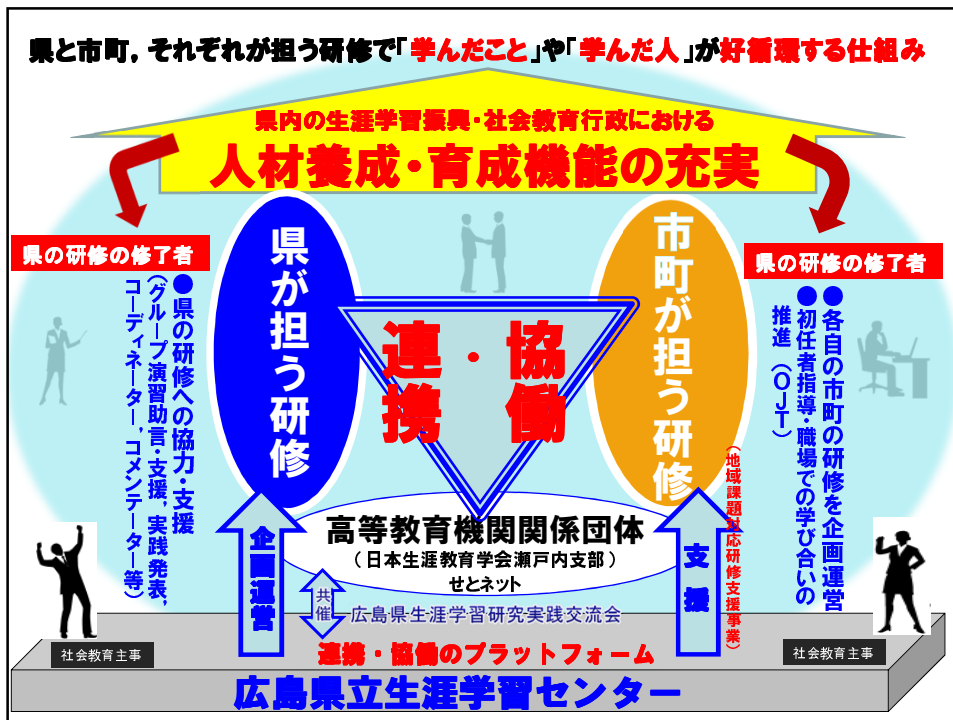 県と市町，それぞれが担う研修で「学んだこと」や「学んだ人」が好循環する仕組み
県内の生涯学習振興・社会教育行政における
人材養成・育成機能の充実
県の研修の修了者
●県の研修への協力・支援
（グループ演習助言・支援，実践発表，
コーディネーター，コメンテーター等）
県が担う研修
連携・協働
市町が担う研修
（地域課題対応研修支援事業）
県の研修の修了者
●各自の市町の研修を企画運営
●初任者指導・職場での学び合いの
推進（ＯＪＴ）
高等教育機関関係団体
（日本生涯教育学会瀬戸内支部）
せとネット
企画運営
支援
共催
広島県生涯学習研究実践交流会
社会教育主事
連携・協働のプラットフォーム
社会教育主事
広島県立生涯学習センター